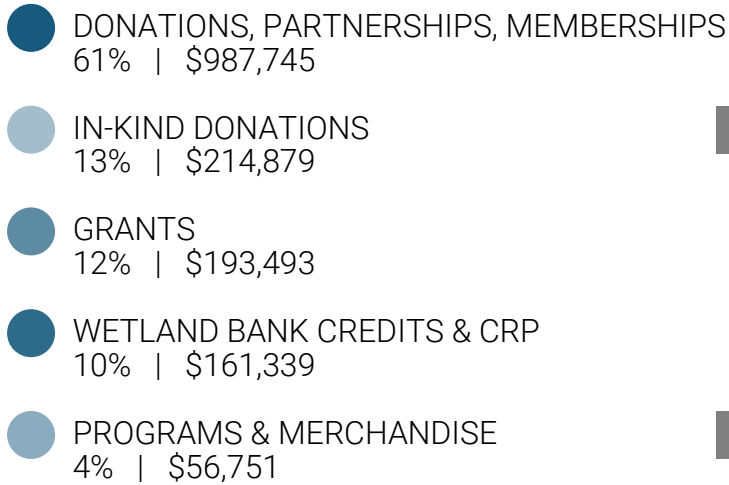 DONATIONS, PARTNERSHIPS, MEMBERSHIPS
61% | $987,745
IN-KIND DONATIONS
13% | $214,879
GRANTS
12% | $193,493
WETLAND BANK CREDITS & CRP
10% | $161,339
PROGRAMS & MERCHANDISE
4% | $56,751